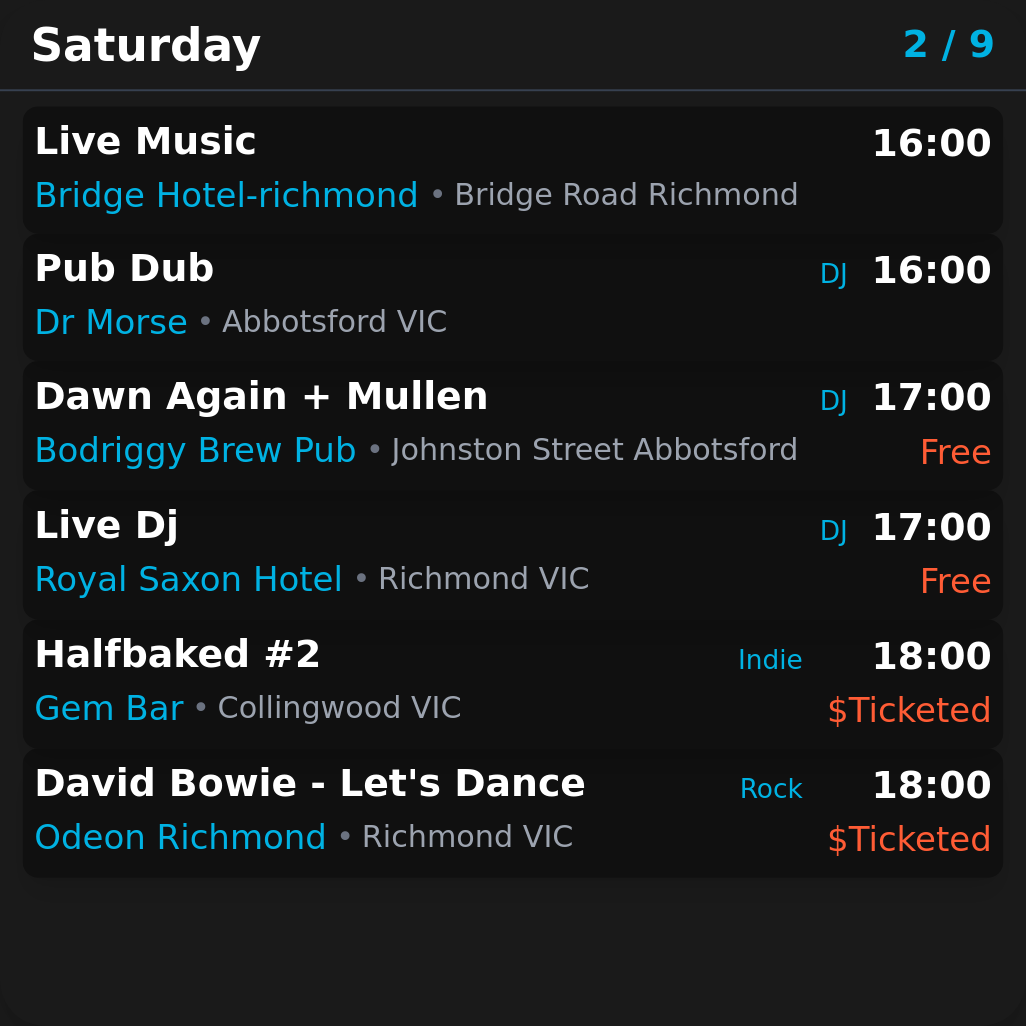 Saturday 2 / 9
Live Music 16:00
Bridge Hotel-richmond • Bridge Road Richmond
Pub Dub DJ 16:00
Dr Morse • Abbotsford VIC
Dawn Again + Mullen DJ 17:00
Bodriggy Brew Pub • Johnston Street Abbotsford Free
Live Dj DJ 17:00
Royal Saxon Hotel • Richmond VIC Free
Halfbaked #2 Indie 18:00
Gem Bar • Collingwood VIC $Ticketed
David Bowie - Let's Dance Rock 18:00
Odeon Richmond • Richmond VIC $Ticketed